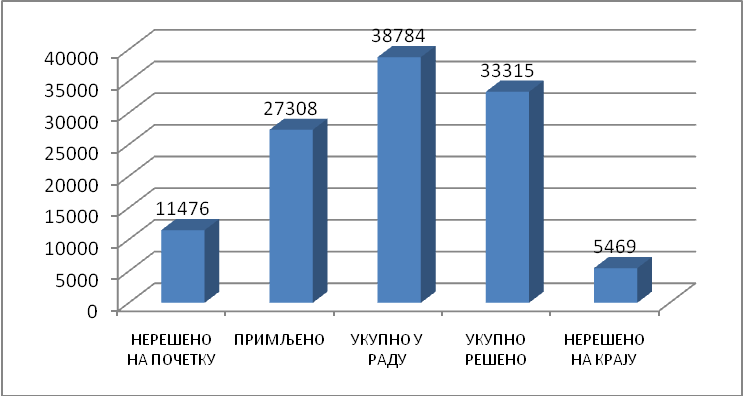 38784
40000
33315
35000
27308
30000
25000
20000
11476
15000
10000
5469
5000
0
НЕРЕШЕНО
НА ПОЧЕТКУ
ПРИМЉЕНО
УКУПНО У
РАДУ
УКУПНО
РЕШЕНО
НЕРЕШЕНО
НА КРАЈУ